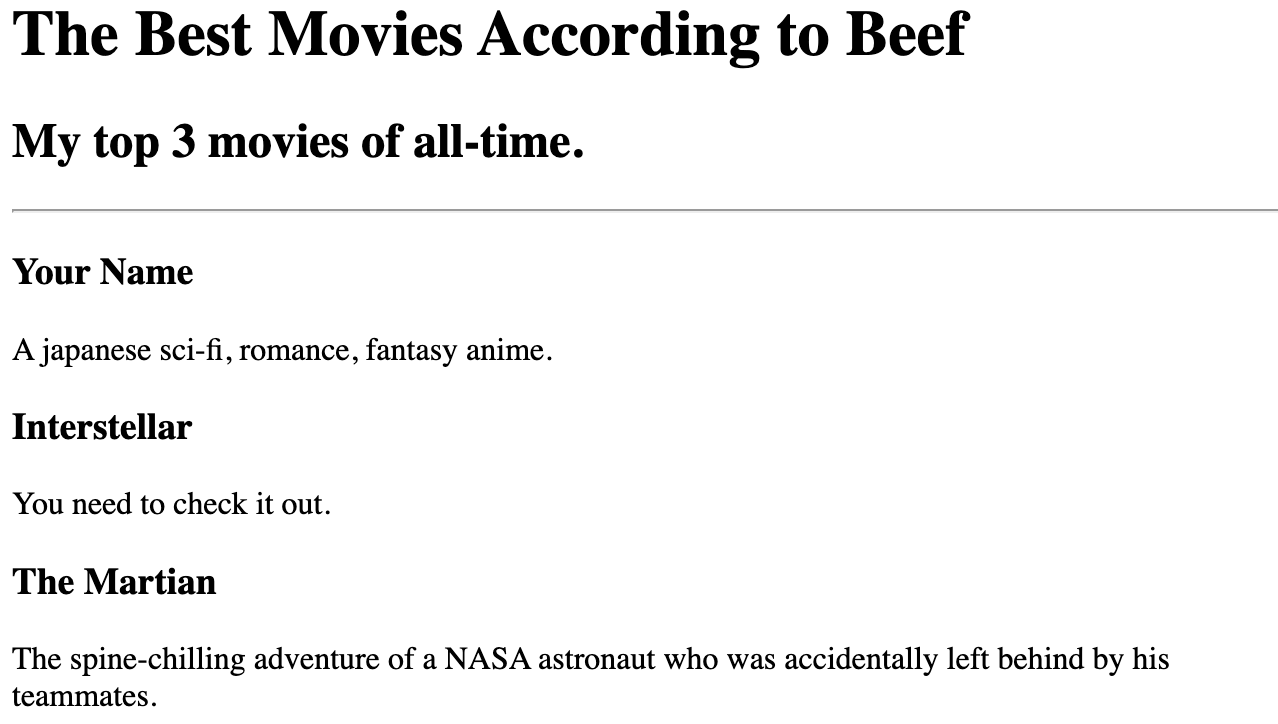 The Best Movies According to Beef
My top 3 movies of all-time.
Your Name
A japanese sci-fi, romance, fantasy anime.
Interstellar
You need to check it out.
The Martian
The spine-chilling adventure of a NASA astronaut who was accidentally left behind by his
teammates.